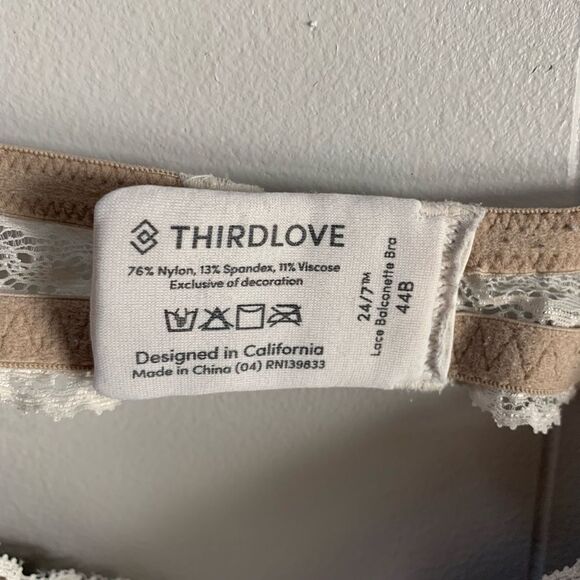 THIRDLOVE
76% Nylon, 13% Spandex, 11% Viscose
Exclusive of decoration
Designed in California
Made in China (04) RN139833
24/7™
Lace Balconette Bra
44B